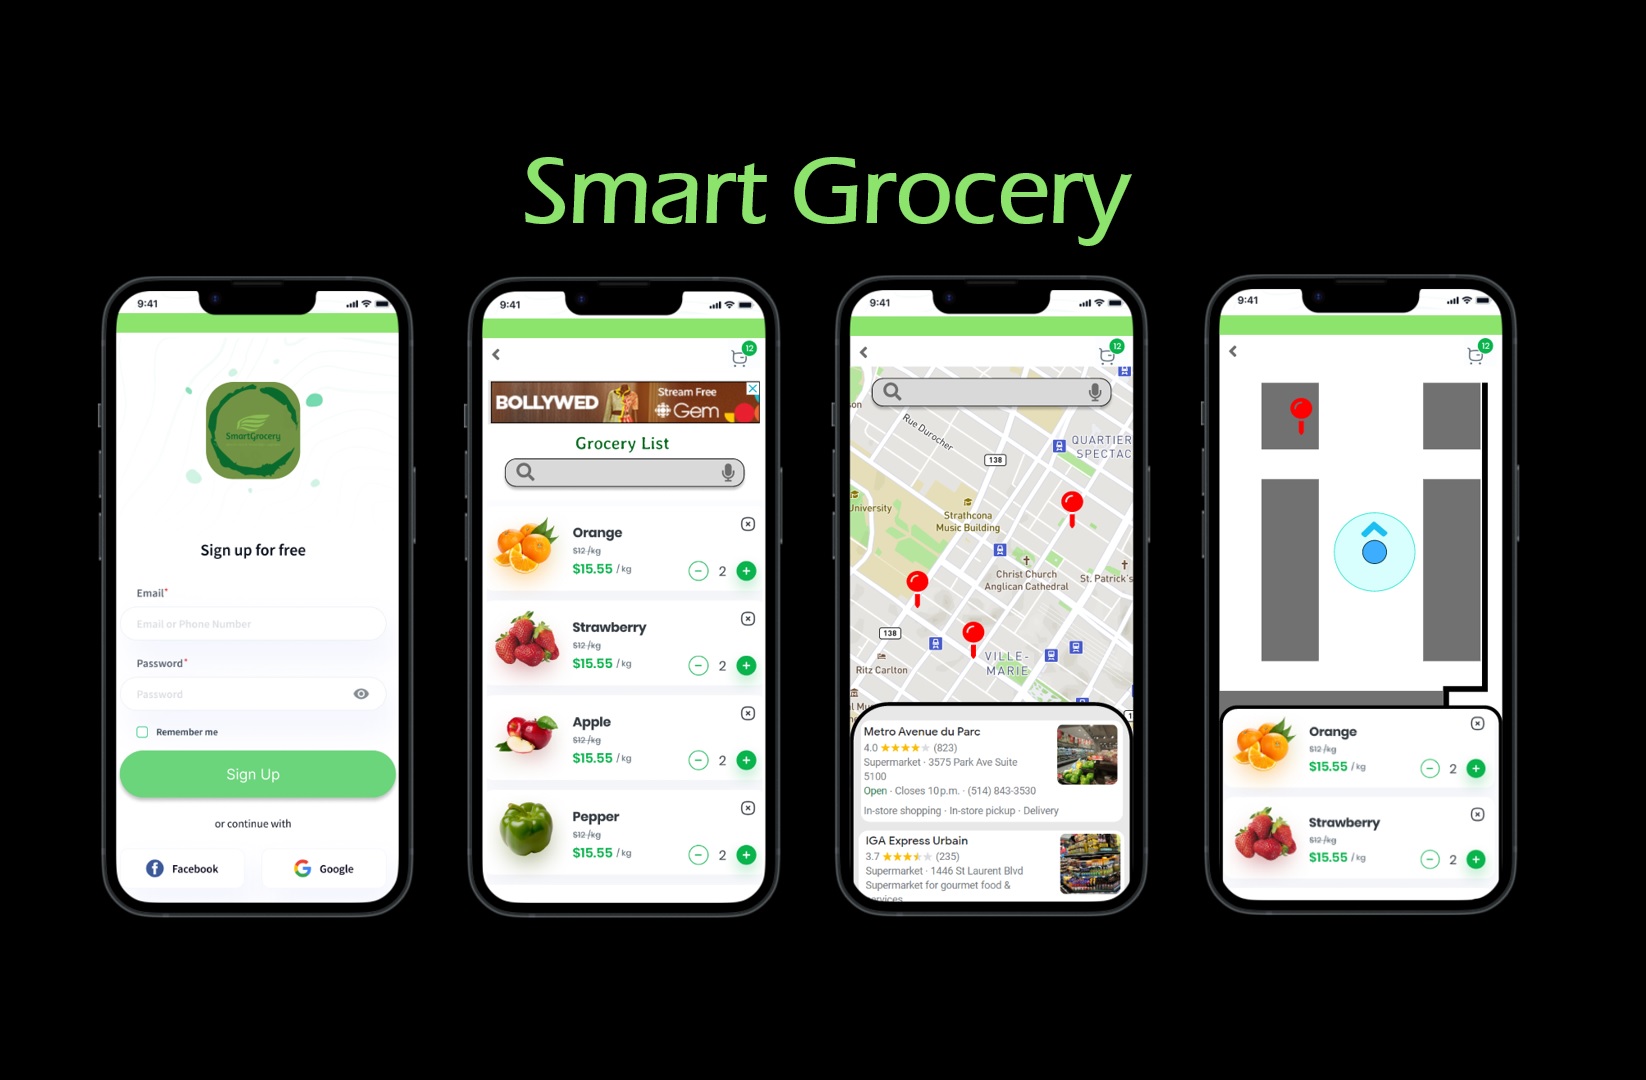 Smart Grocery
9:41
SmartGrocery
Sign up for free
Email*
Email or Phone Number
Password*
Password
Remember me
Sign Up
or continue with
Facebook
Google
9:41
12
BOLLYWED
Stream Free
Gem
Grocery List
Orange
$12 /kg
$15.55 / kg
2
Strawberry
$12 /kg
$15.55 / kg
2
Apple
$12 /kg
$15.55 / kg
2
Pepper
$12 /kg
$15.55 / kg
2
9:41
12
on
Rue Durocher
QUARTIER
SPECTAC
138
University
Strathcona
Music Building
Christ Church
Anglican Cathedral
St. Patrick's
138
VILLE-
MARIE
Ritz Carlton
Metro Avenue du Parc
4.0 ★★★★★ (823)
Supermarket · 3575 Park Ave Suite
5100
Open · Closes 10 p.m. · (514) 843-3530
In-store shopping · In-store pickup · Delivery
IGA Express Urbain
3.7 ★★★★★ (235)
Supermarket · 1446 St Laurent Blvd
Supermarket for gourmet food &
services
9:41
12
Orange
$12 /kg
$15.55 / kg
2
Strawberry
$12 /kg
$15.55 / kg
2